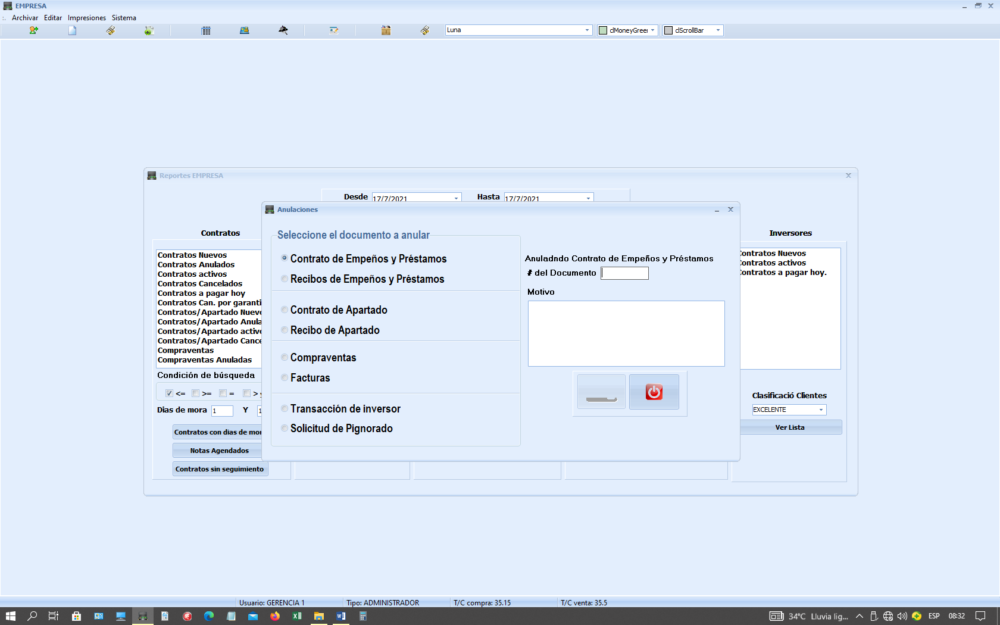 EMPRESA
Archivar Editar Impresiones Sistema
Luna
clMoneyGreen
clScrollBar
Reportes EMPRESA
Desde 17/7/2021 Hasta 17/7/2021
Anulaciones
Contratos
Contratos Nuevos
Contratos Anulados
Contratos activos
Contratos Cancelados
Contratos a pagar hoy
Contratos Can. por garanti
Contratos/Apartado Nuevo
Contratos/Apartado Anula
Contratos/Apartado activo
Contratos/Apartado Cance
Compraventas
Compraventas Anuladas
Condición de búsqueda
<= >= = > y
Dias de mora 1 Y 1
Contratos con dias de mor
Notas Agendados
Contratos sin seguimiento
Seleccione el documento a anular
Contrato de Empeños y Préstamos
Recibos de Empeños y Préstamos
Contrato de Apartado
Recibo de Apartado
Compraventas
Facturas
Transacción de inversor
Solicitud de Pignorado
Anuladndo Contrato de Empeños y Préstamos
# del Documento
Motivo
Inversores
Contratos Nuevos
Contratos activos
Contratos a pagar hoy.
Clasificació Clientes
EXCELENTE
Ver Lista
Usuario: GERENCIA 1
Tipo: ADMINISTRADOR
T/C compra: 35.15
T/C venta: 35.5
34°C Lluvia lig... ESP 08:32